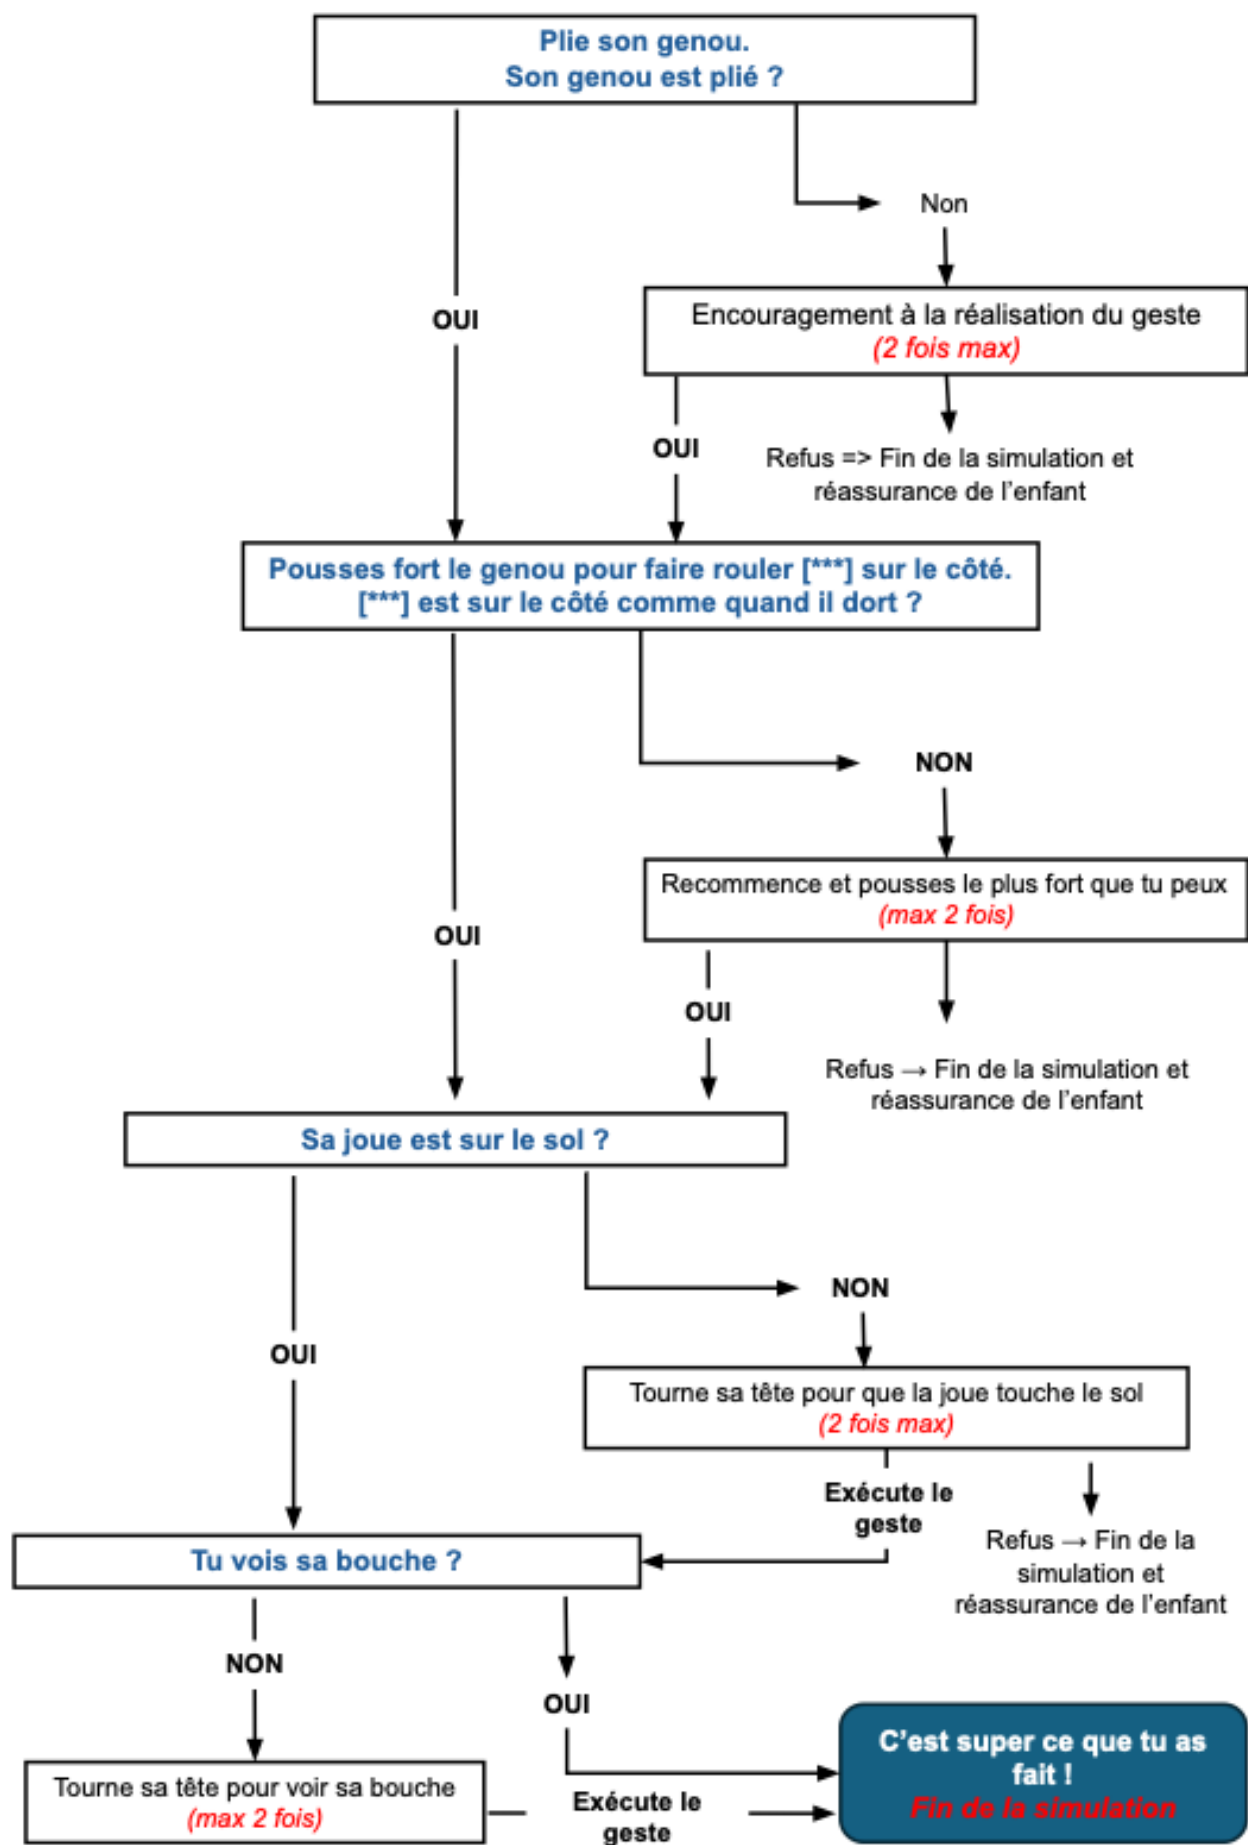 Plie son genou.
Son genou est plié ?
Non
OUI
Encouragement à la réalisation du geste
(2 fois max)
OUI
Refus => Fin de la simulation et
réassurance de l'enfant
Pousses fort le genou pour faire rouler [***] sur le côté.
[***] est sur le côté comme quand il dort ?
NON
Recommence et pousses le plus fort que tu peux
(max 2 fois)
OUI
OUI
Refus → Fin de la simulation et
réassurance de l'enfant
Sa joue est sur le sol ?
NON
OUI
Tourne sa tête pour que la joue touche le sol
(2 fois max)
Exécute le
geste
Refus → Fin de la
simulation et
réassurance de l'enfant
Tu vois sa bouche ?
NON
OUI
C'est super ce que tu as
fait !
Fin de la simulation
Tourne sa tête pour voir sa bouche
(max 2 fois)
Exécute le
geste